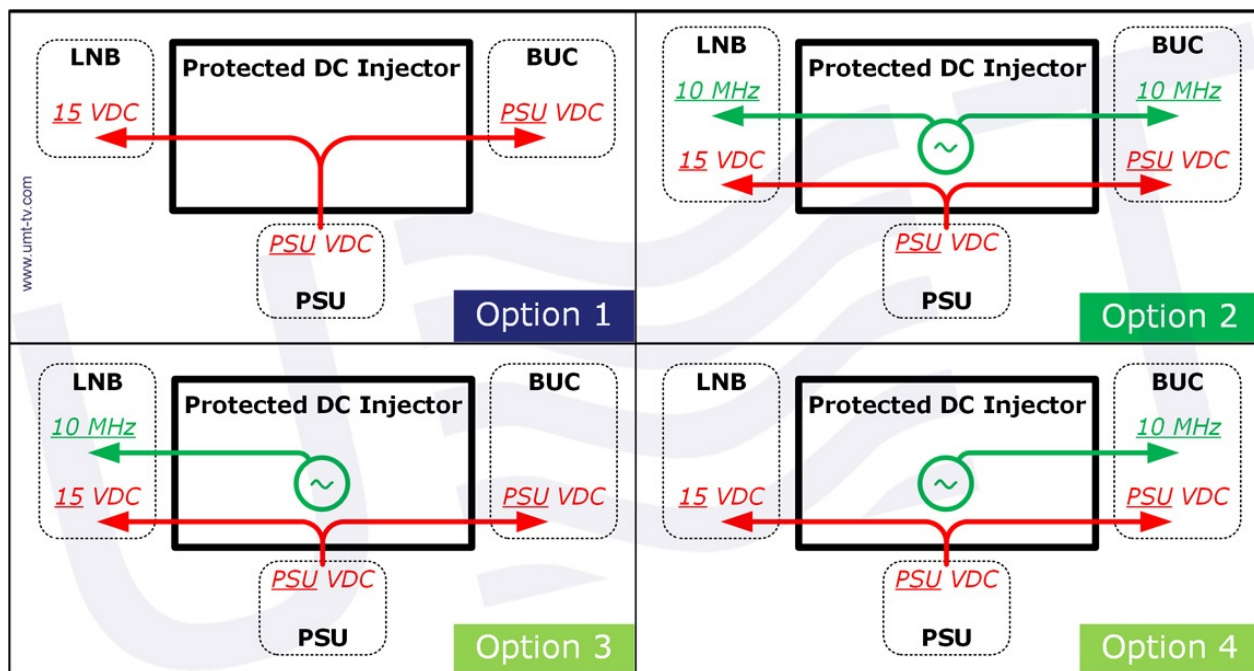 www.umt-tv.com
LNB
Protected DC Injector
BUC
15 VDC
PSU VDC
PSU VDC
PSU
Option 1
LNB
Protected DC Injector
BUC
10 MHz
10 MHz
15 VDC
PSU VDC
PSU VDC
PSU
Option 2
LNB
Protected DC Injector
BUC
10 MHz
15 VDC
PSU VDC
PSU VDC
PSU
Option 3
LNB
Protected DC Injector
BUC
10 MHz
15 VDC
PSU VDC
PSU VDC
PSU
Option 4